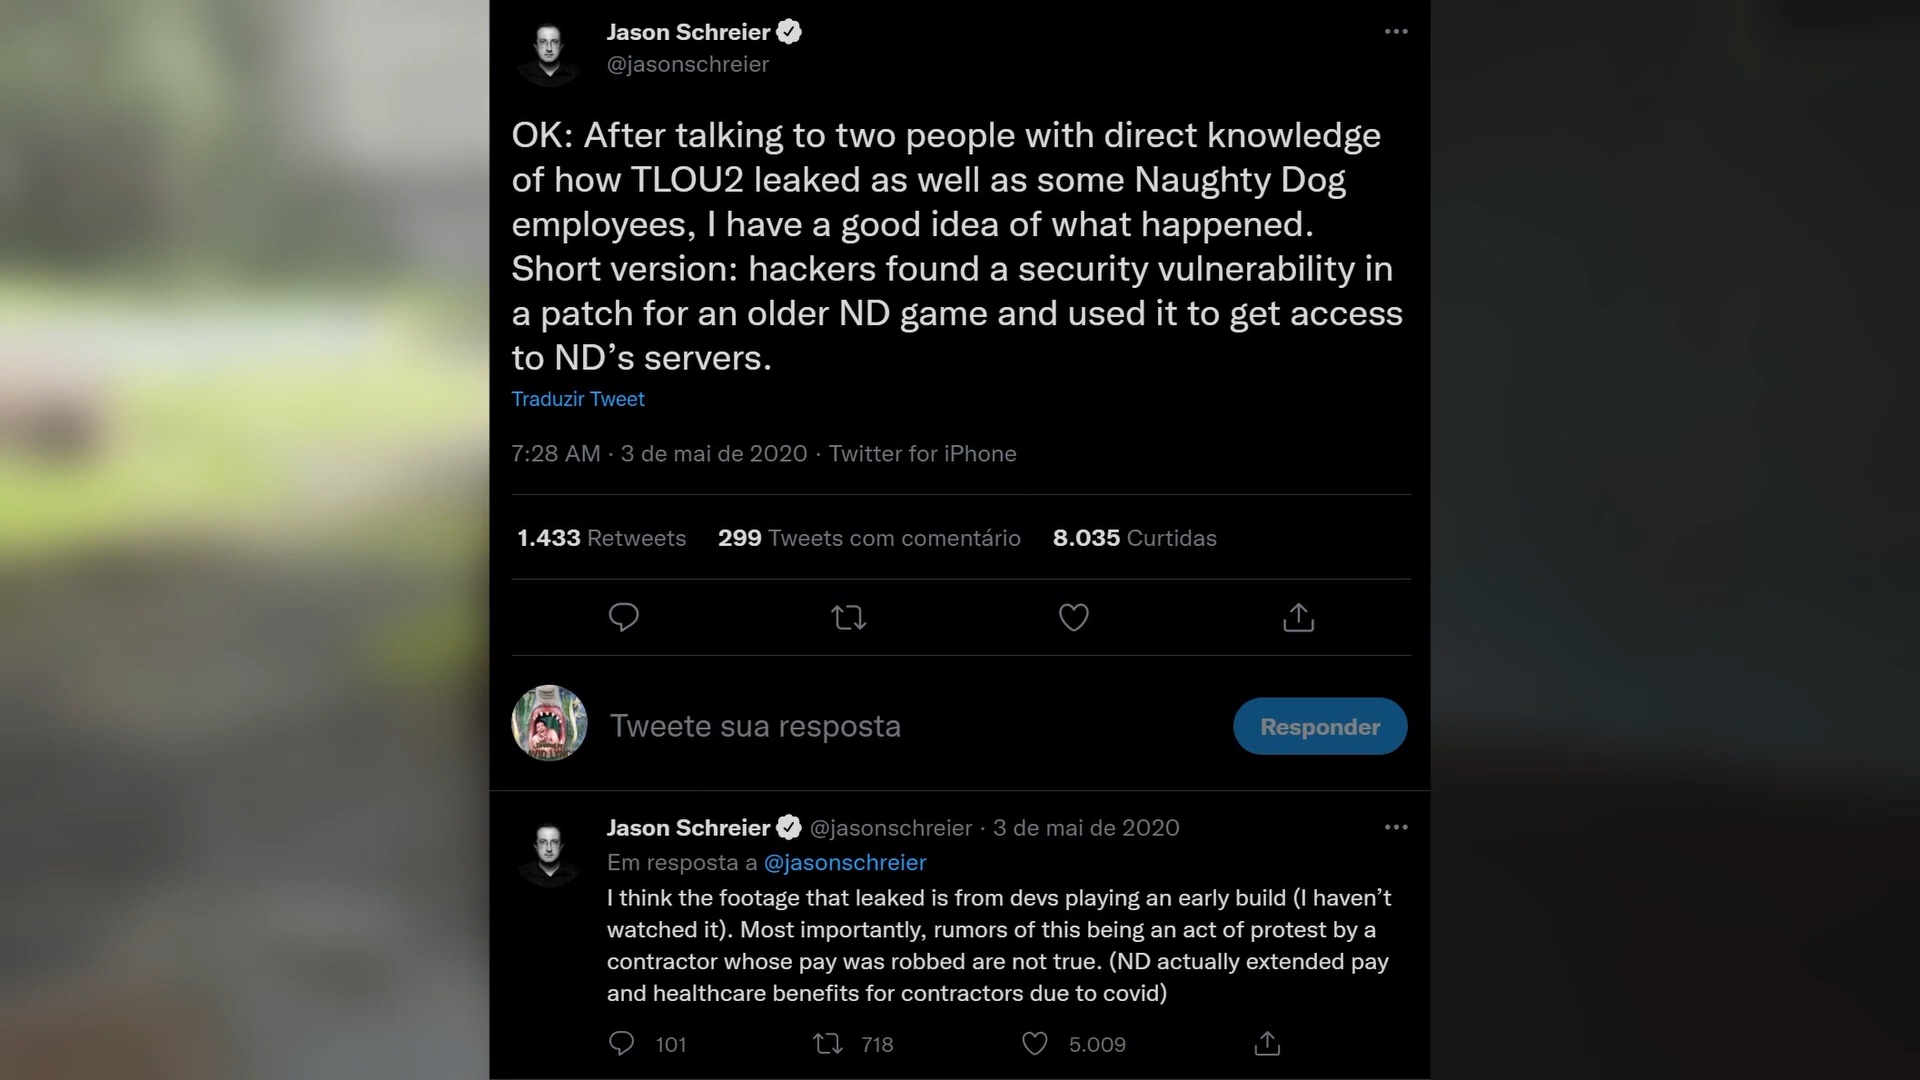 Jason Schreier
@jasonschreier
OK: After talking to two people with direct knowledge
of how TLOU2 leaked as well as some Naughty Dog
employees, I have a good idea of what happened.
Short version: hackers found a security vulnerability in
a patch for an older ND game and used it to get access
to ND’s servers.
Traduzir Tweet
7:28 AM · 3 de mai de 2020 · Twitter for iPhone
1.433 Retweets 299 Tweets com comentário 8.035 Curtidas
Tweete sua resposta
Responder
Jason Schreier @jasonschreier · 3 de mai de 2020
Em resposta a @jasonschreier
I think the footage that leaked is from devs playing an early build (I haven’t
watched it). Most importantly, rumors of this being an act of protest by a
contractor whose pay was robbed are not true. (ND actually extended pay
and healthcare benefits for contractors due to covid)
101 718 5.009